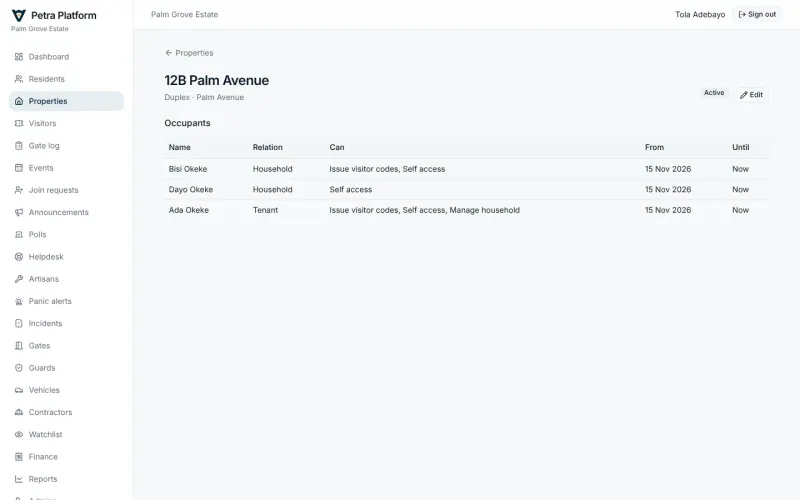 Petra Platform
Palm Grove Estate
Palm Grove Estate
Tola Adebayo
Sign out
Dashboard
Residents
Properties
Visitors
Gate log
Events
Join requests
Announcements
Polls
Helpdesk
Artisans
Panic alerts
Incidents
Gates
Guards
Vehicles
Contractors
Watchlist
Finance
Reports
Properties
12B Palm Avenue
Duplex · Palm Avenue
Active
Edit
Occupants
Name Relation Can From Until
Bisi Okeke Household Issue visitor codes, Self access 15 Nov 2026 Now
Dayo Okeke Household Self access 15 Nov 2026 Now
Ada Okeke Tenant Issue visitor codes, Self access, Manage household 15 Nov 2026 Now